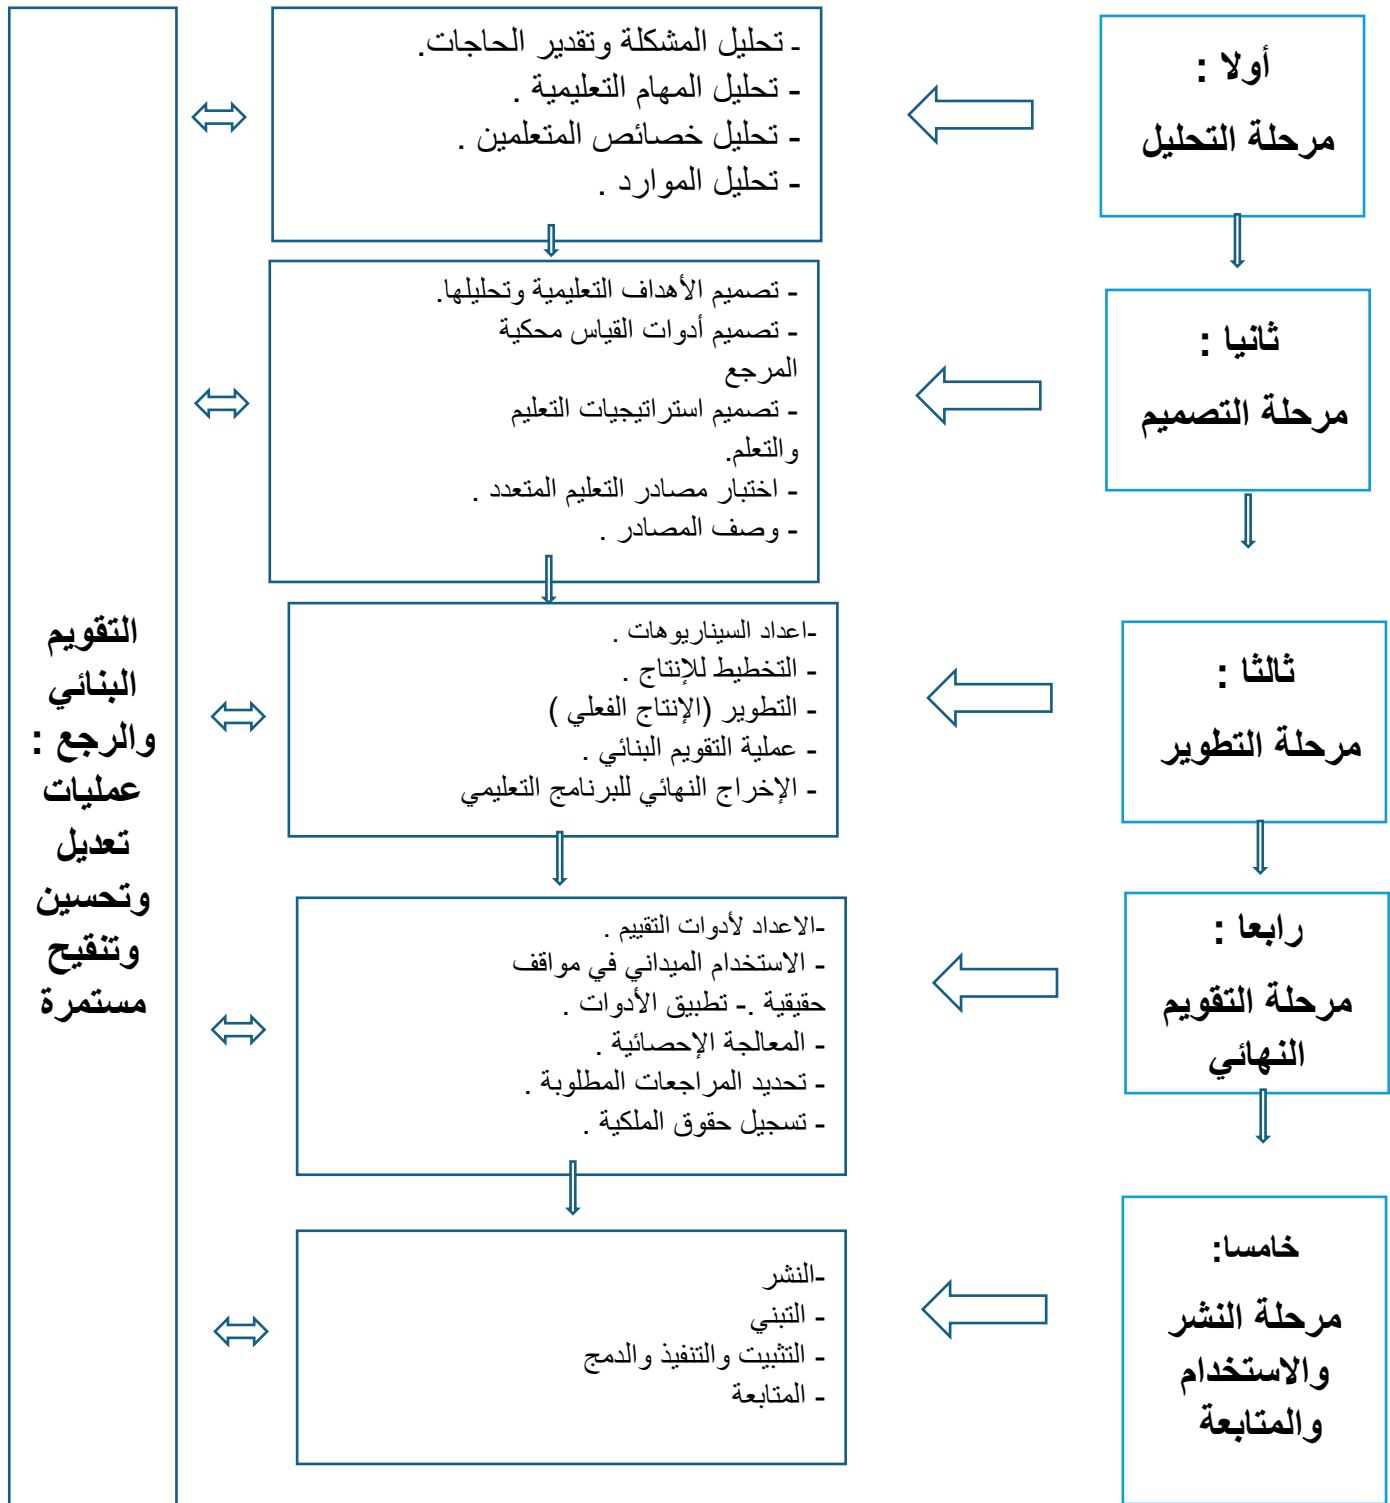 أولا :
مرحلة التحليل
- تحليل المشكلة وتقدير الحاجات.
- تحليل المهام التعليمية .
- تحليل خصائص المتعلمين .
- تحليل الموارد .
ثانيا :
مرحلة التصميم
- تصميم الأهداف التعليمية وتحليلها.
- تصميم أدوات القياس محكية
المرجع
- تصميم استراتيجيات التعليم
والتعلم.
- اختبار مصادر التعليم المتعدد .
- وصف المصادر .
ثالثا :
مرحلة التطوير
-اعداد السيناريوهات .
- التخطيط للإنتاج .
- التطوير (الإنتاج الفعلي )
- عملية التقويم البنائي .
- الإخراج النهائي للبرنامج التعليمي
رابعا :
مرحلة التقويم
النهائي
-الاعداد لأدوات التقييم .
- الاستخدام الميداني في مواقف
حقيقية .- تطبيق الأدوات .
- المعالجة الإحصائية .
- تحديد المراجعات المطلوبة .
- تسجيل حقوق الملكية .
خامسا:
مرحلة النشر
والاستخدام
والمتابعة
-النشر
- التبني
- التثبيت والتنفيذ والدمج
- المتابعة
التقويم
البنائي
والرجع :
عمليات
تعديل
وتحسين
وتنقيح
مستمرة